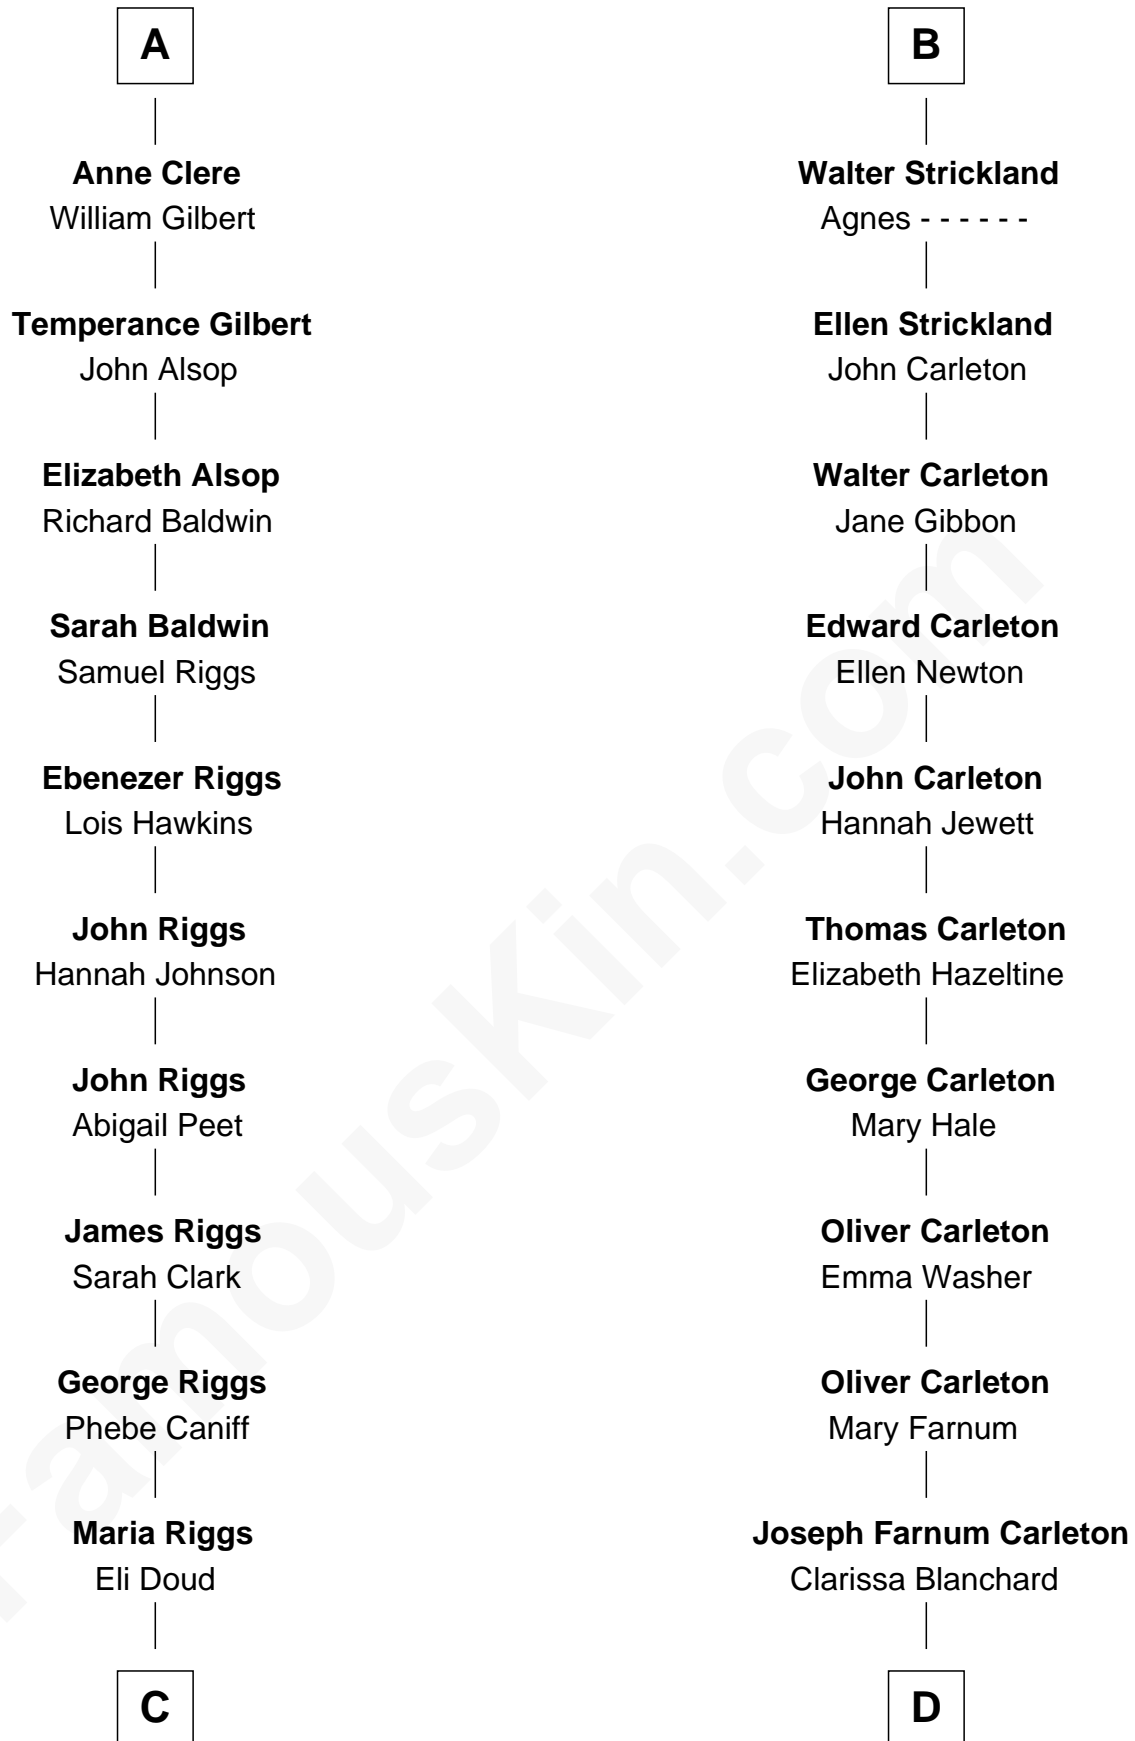 A
Anne Clere
William Gilbert
Temperance Gilbert
John Alsop
Elizabeth Alsop
Richard Baldwin
Sarah Baldwin
Samuel Riggs
Ebenezer Riggs
Lois Hawkins
John Riggs
Hannah Johnson
John Riggs
Abigail Peet
James Riggs
Sarah Clark
George Riggs
Phebe Caniff
Maria Riggs
Eli Doud
C
B
Walter Strickland
Agnes - - - - - -
Ellen Strickland
John Carleton
Walter Carleton
Jane Gibbon
Edward Carleton
Ellen Newton
John Carleton
Hannah Jewett
Thomas Carleton
Elizabeth Hazeltine
George Carleton
Mary Hale
Oliver Carleton
Emma Washer
Oliver Carleton
Mary Farnum
Joseph Farnum Carleton
Clarissa Blanchard
D
FamousKin.com